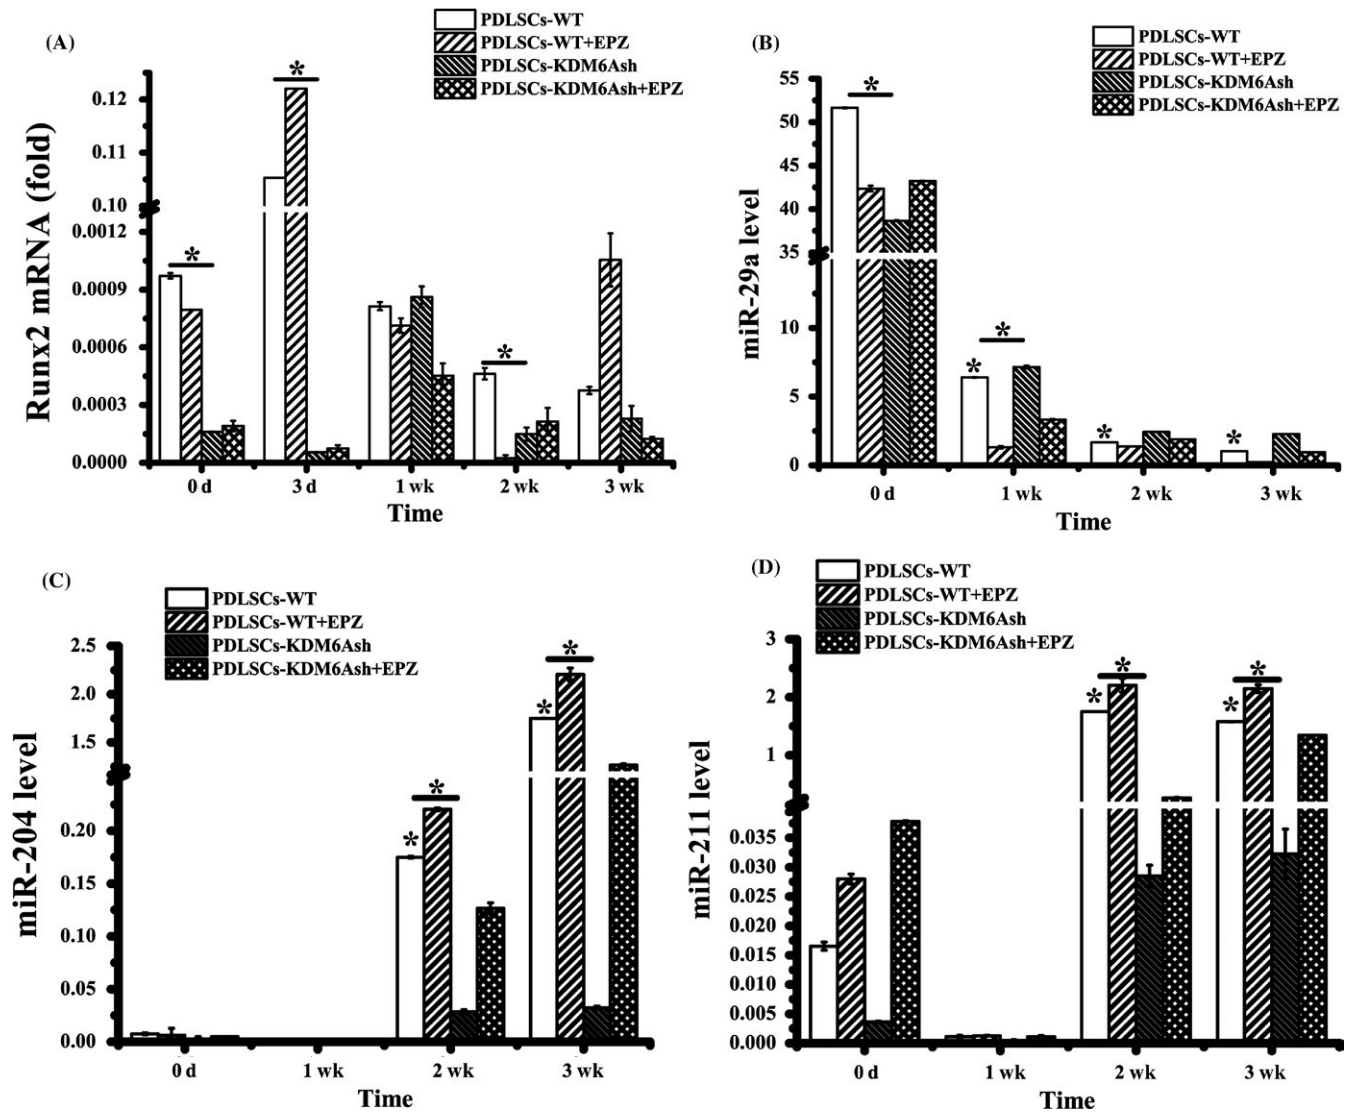 (A)
PDLSCs-WT
PDLSCs-WT+EPZ
PDLSCs-KDM6Ash
PDLSCs-KDM6Ash+EPZ
Runx2 mRNA (fold)
0.12
0.11
0.10
0.0012
0.0009
0.0006
0.0003
0.0000
*
*
*
0 d 3 d 1 wk 2 wk 3 wk
Time
(B)
PDLSCs-WT
PDLSCs-WT+EPZ
PDLSCs-KDM6Ash
PDLSCs-KDM6Ash+EPZ
miR-29a level
55
50
45
40
35
10
5
0
*
*
*
*
*
0 d 1 wk 2 wk 3 wk
Time
(C)
PDLSCs-WT
PDLSCs-WT+EPZ
PDLSCs-KDM6Ash
PDLSCs-KDM6Ash+EPZ
miR-204 level
2.5
2.0
1.5
0.20
0.15
0.10
0.05
0.00
*
*
*
*
0 d 1 wk 2 wk 3 wk
Time
(D)
PDLSCs-WT
PDLSCs-WT+EPZ
PDLSCs-KDM6Ash
PDLSCs-KDM6Ash+EPZ
miR-211 level
3
2
1
0.035
0.030
0.025
0.020
0.015
0.010
0.005
0.000
*
*
*
*
0 d 1 wk 2 wk 3 wk
Time